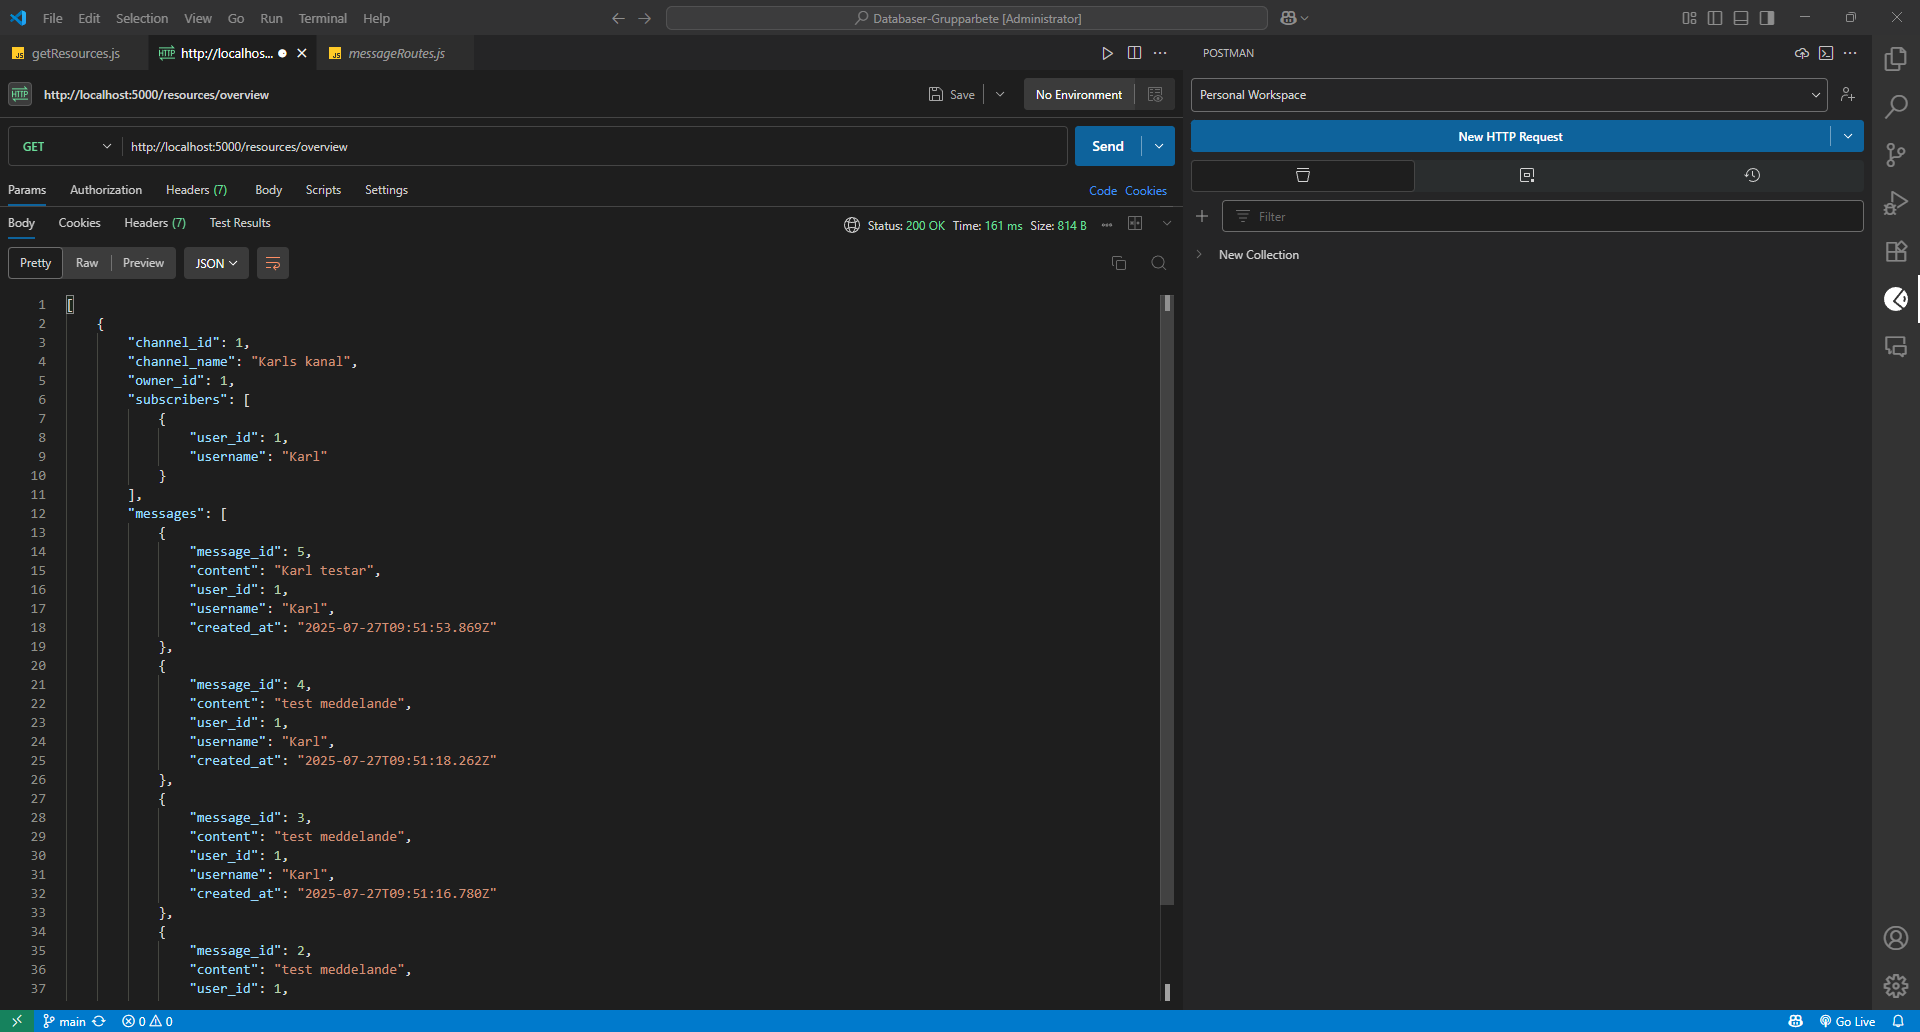 File Edit Selection View Go Run Terminal Help
Databaser-Grupparbete [Administrator]
getResources.js
http://localhos...
messageRoutes.js
POSTMAN
http://localhost:5000/resources/overview
Save
No Environment
Personal Workspace
GET
http://localhost:5000/resources/overview
Send
New HTTP Request
Params Authorization Headers (7) Body Scripts Settings
Code Cookies
Body Cookies Headers (7) Test Results
Status: 200 OK Time: 161 ms Size: 814 B
Filter
New Collection
Pretty Raw Preview JSON
1 [
2 {
3 "channel_id": 1,
4 "channel_name": "Karls kanal",
5 "owner_id": 1,
6 "subscribers": [
7 {
8 "user_id": 1,
9 "username": "Karl"
10 }
11 ],
12 "messages": [
13 {
14 "message_id": 5,
15 "content": "Karl testar",
16 "user_id": 1,
17 "username": "Karl",
18 "created_at": "2025-07-27T09:51:53.869Z"
19 },
20 {
21 "message_id": 4,
22 "content": "test meddelande",
23 "user_id": 1,
24 "username": "Karl",
25 "created_at": "2025-07-27T09:51:18.262Z"
26 },
27 {
28 "message_id": 3,
29 "content": "test meddelande",
30 "user_id": 1,
31 "username": "Karl",
32 "created_at": "2025-07-27T09:51:16.780Z"
33 },
34 {
35 "message_id": 2,
36 "content": "test meddelande",
37 "user_id": 1,
main
0
0
Go Live